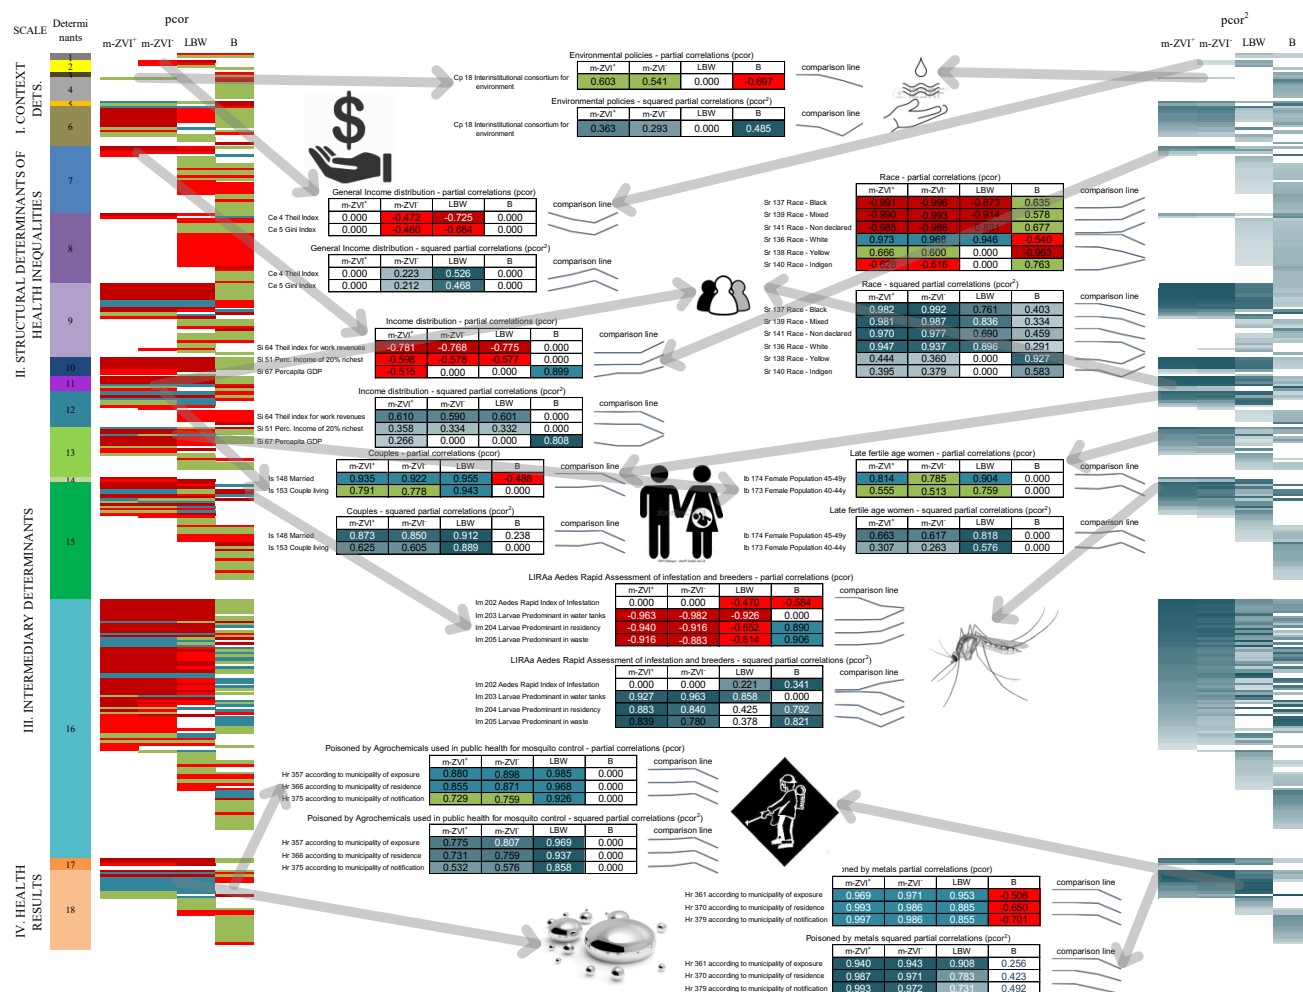 SCALE
Determi
nants
pcor
m-ZVI+ m-ZVI- LBW B
pcor2
m-ZVI+ m-ZVI- LBW B
I. CONTEXT
DETS.
II. STRUCTURAL DETERMINANTS OF
HEALTH INEQUALITIES
III. INTERMEDIARY DETERMINANTS
IV. HEALTH
RESULTS
1
2
3
4
5
6
7
8
9
10
11
12
13
14
15
16
17
18
Environmental policies - partial correlations (pcor)
m-ZVI+ m-ZVI- LBW B comparison line
Cp 18 Interinstitutional consortium for
environment
0.603 0.541 0.000 -0.697
Environmental policies - squared partial correlations (pcor2)
m-ZVI+ m-ZVI- LBW B comparison line
Cp 18 Interinstitutional consortium for
environment
0.363 0.293 0.000 0.485
$
General Income distribution - partial correlations (pcor)
m-ZVI+ m-ZVI- LBW B comparison line
Ce 4 Theil Index 0.000 -0.472 -0.725 0.000
Ce 5 Gini Index 0.000 -0.460 -0.684 0.000
General Income distribution - squared partial correlations (pcor2)
m-ZVI+ m-ZVI- LBW B
Ce 4 Theil Index 0.000 0.223 0.526 0.000
Ce 5 Gini Index 0.000 0.212 0.468 0.000
Race - partial correlations (pcor)
m-ZVI+ m-ZVI- LBW B comparison line
Sr 137 Race - Black -0.991 -0.996 -0.873 0.635
Sr 139 Race - Mixed -0.990 -0.993 -0.914 0.578
Sr 141 Race - Non declared -0.985 -0.988 -0.831 0.677
Sr 136 Race - White 0.973 0.968 0.946 -0.540
Sr 138 Race - Yellow 0.666 0.600 0.000 -0.963
Sr 140 Race - Indigen -0.628 -0.616 0.000 0.763
Race - squared partial correlations (pcor2)
m-ZVI+ m-ZVI- LBW B comparison line
Sr 137 Race - Black 0.982 0.992 0.761 0.403
Sr 139 Race - Mixed 0.981 0.987 0.836 0.334
Sr 141 Race - Non declared 0.970 0.977 0.690 0.459
Sr 136 Race - White 0.947 0.937 0.896 0.291
Sr 138 Race - Yellow 0.444 0.360 0.000 0.927
Sr 140 Race - Indigen 0.395 0.379 0.000 0.583
Income distribution - partial correlations (pcor)
m-ZVI+ m-ZVI- LBW B comparison line
Si 64 Theil index for work revenues -0.781 -0.768 -0.775 0.000
Si 51 Perc. Income of 20% richest -0.598 -0.578 -0.577 0.000
Si 67 Percapita GDP -0.515 0.000 0.000 0.899
Income distribution - squared partial correlations (pcor2)
m-ZVI+ m-ZVI- LBW B comparison line
Si 64 Theil index for work revenues 0.610 0.590 0.601 0.000
Si 51 Perc. Income of 20% richest 0.358 0.334 0.332 0.000
Si 67 Percapita GDP 0.266 0.000 0.000 0.808
Couples - partial correlations (pcor)
m-ZVI+ m-ZVI- LBW B comparison line
Is 148 Married 0.935 0.922 0.955 -0.488
Is 153 Couple living 0.791 0.778 0.943 0.000
Couples - squared partial correlations (pcor2)
m-ZVI+ m-ZVI- LBW B comparison line
Is 148 Married 0.873 0.850 0.912 0.238
Is 153 Couple living 0.625 0.605 0.889 0.000
Late fertile age women - partial correlations (pcor)
m-ZVI+ m-ZVI- LBW B comparison line
Ib 174 Female Population 45-49y 0.814 0.785 0.904 0.000
Ib 173 Female Population 40-44y 0.555 0.513 0.759 0.000
Late fertile age women - squared partial correlations (pcor2)
m-ZVI+ m-ZVI- LBW B comparison line
Ib 174 Female Population 45-49y 0.663 0.617 0.818 0.000
Ib 173 Female Population 40-44y 0.307 0.263 0.576 0.000
LIRAa Aedes Rapid Assessment of infestation and breeders - partial correlations (pcor)
m-ZVI+ m-ZVI- LBW B comparison line
Im 202 Aedes Rapid Index of Infestation 0.000 0.000 -0.470 -0.584
Im 203 Larvae Predominant in water tanks -0.963 -0.982 -0.926 0.000
Im 204 Larvae Predominant in residency -0.940 -0.916 -0.652 0.890
Im 205 Larvae Predominant in waste -0.916 -0.883 -0.614 0.906
LIRAa Aedes Rapid Assessment of infestation and breeders - squared partial correlations (pcor2)
m-ZVI+ m-ZVI- LBW B comparison line
Im 202 Aedes Rapid Index of Infestation 0.000 0.000 0.221 0.341
Im 203 Larvae Predominant in water tanks 0.927 0.963 0.858 0.000
Im 204 Larvae Predominant in residency 0.883 0.840 0.425 0.792
Im 205 Larvae Predominant in waste 0.839 0.780 0.378 0.821
Poisoned by Agrochemicals used in public health for mosquito control - partial correlations (pcor)
m-ZVI+ m-ZVI- LBW B comparison line
Hr 357 according to municipality of exposure 0.880 0.898 0.985 0.000
Hr 366 according to municipality of residence 0.855 0.871 0.968 0.000
Hr 375 according to municipality of notification 0.729 0.759 0.926 0.000
Poisoned by Agrochemicals used in public health for mosquito control - squared partial correlations (pcor2)
m-ZVI+ m-ZVI- LBW B comparison line
Hr 357 according to municipality of exposure 0.775 0.807 0.969 0.000
Hr 366 according to municipality of residence 0.731 0.759 0.937 0.000
Hr 375 according to municipality of notification 0.532 0.576 0.858 0.000
oned by metals partial correlations (pcor)
m-ZVI+ m-ZVI- LBW B comparison line
Hr 361 according to municipality of exposure 0.969 0.971 0.953 -0.506
Hr 370 according to municipality of residence 0.993 0.986 0.885 -0.650
Hr 379 according to municipality of notification 0.997 0.986 0.855 -0.701
Poisoned by metals squared partial correlations (pcor2)
m-ZVI+ m-ZVI- LBW B comparison line
Hr 361 according to municipality of exposure 0.940 0.943 0.908 0.256
Hr 370 according to municipality of residence 0.987 0.971 0.783 0.423
Hr 379 according to municipality of notification 0.993 0.972 0.731 0.492